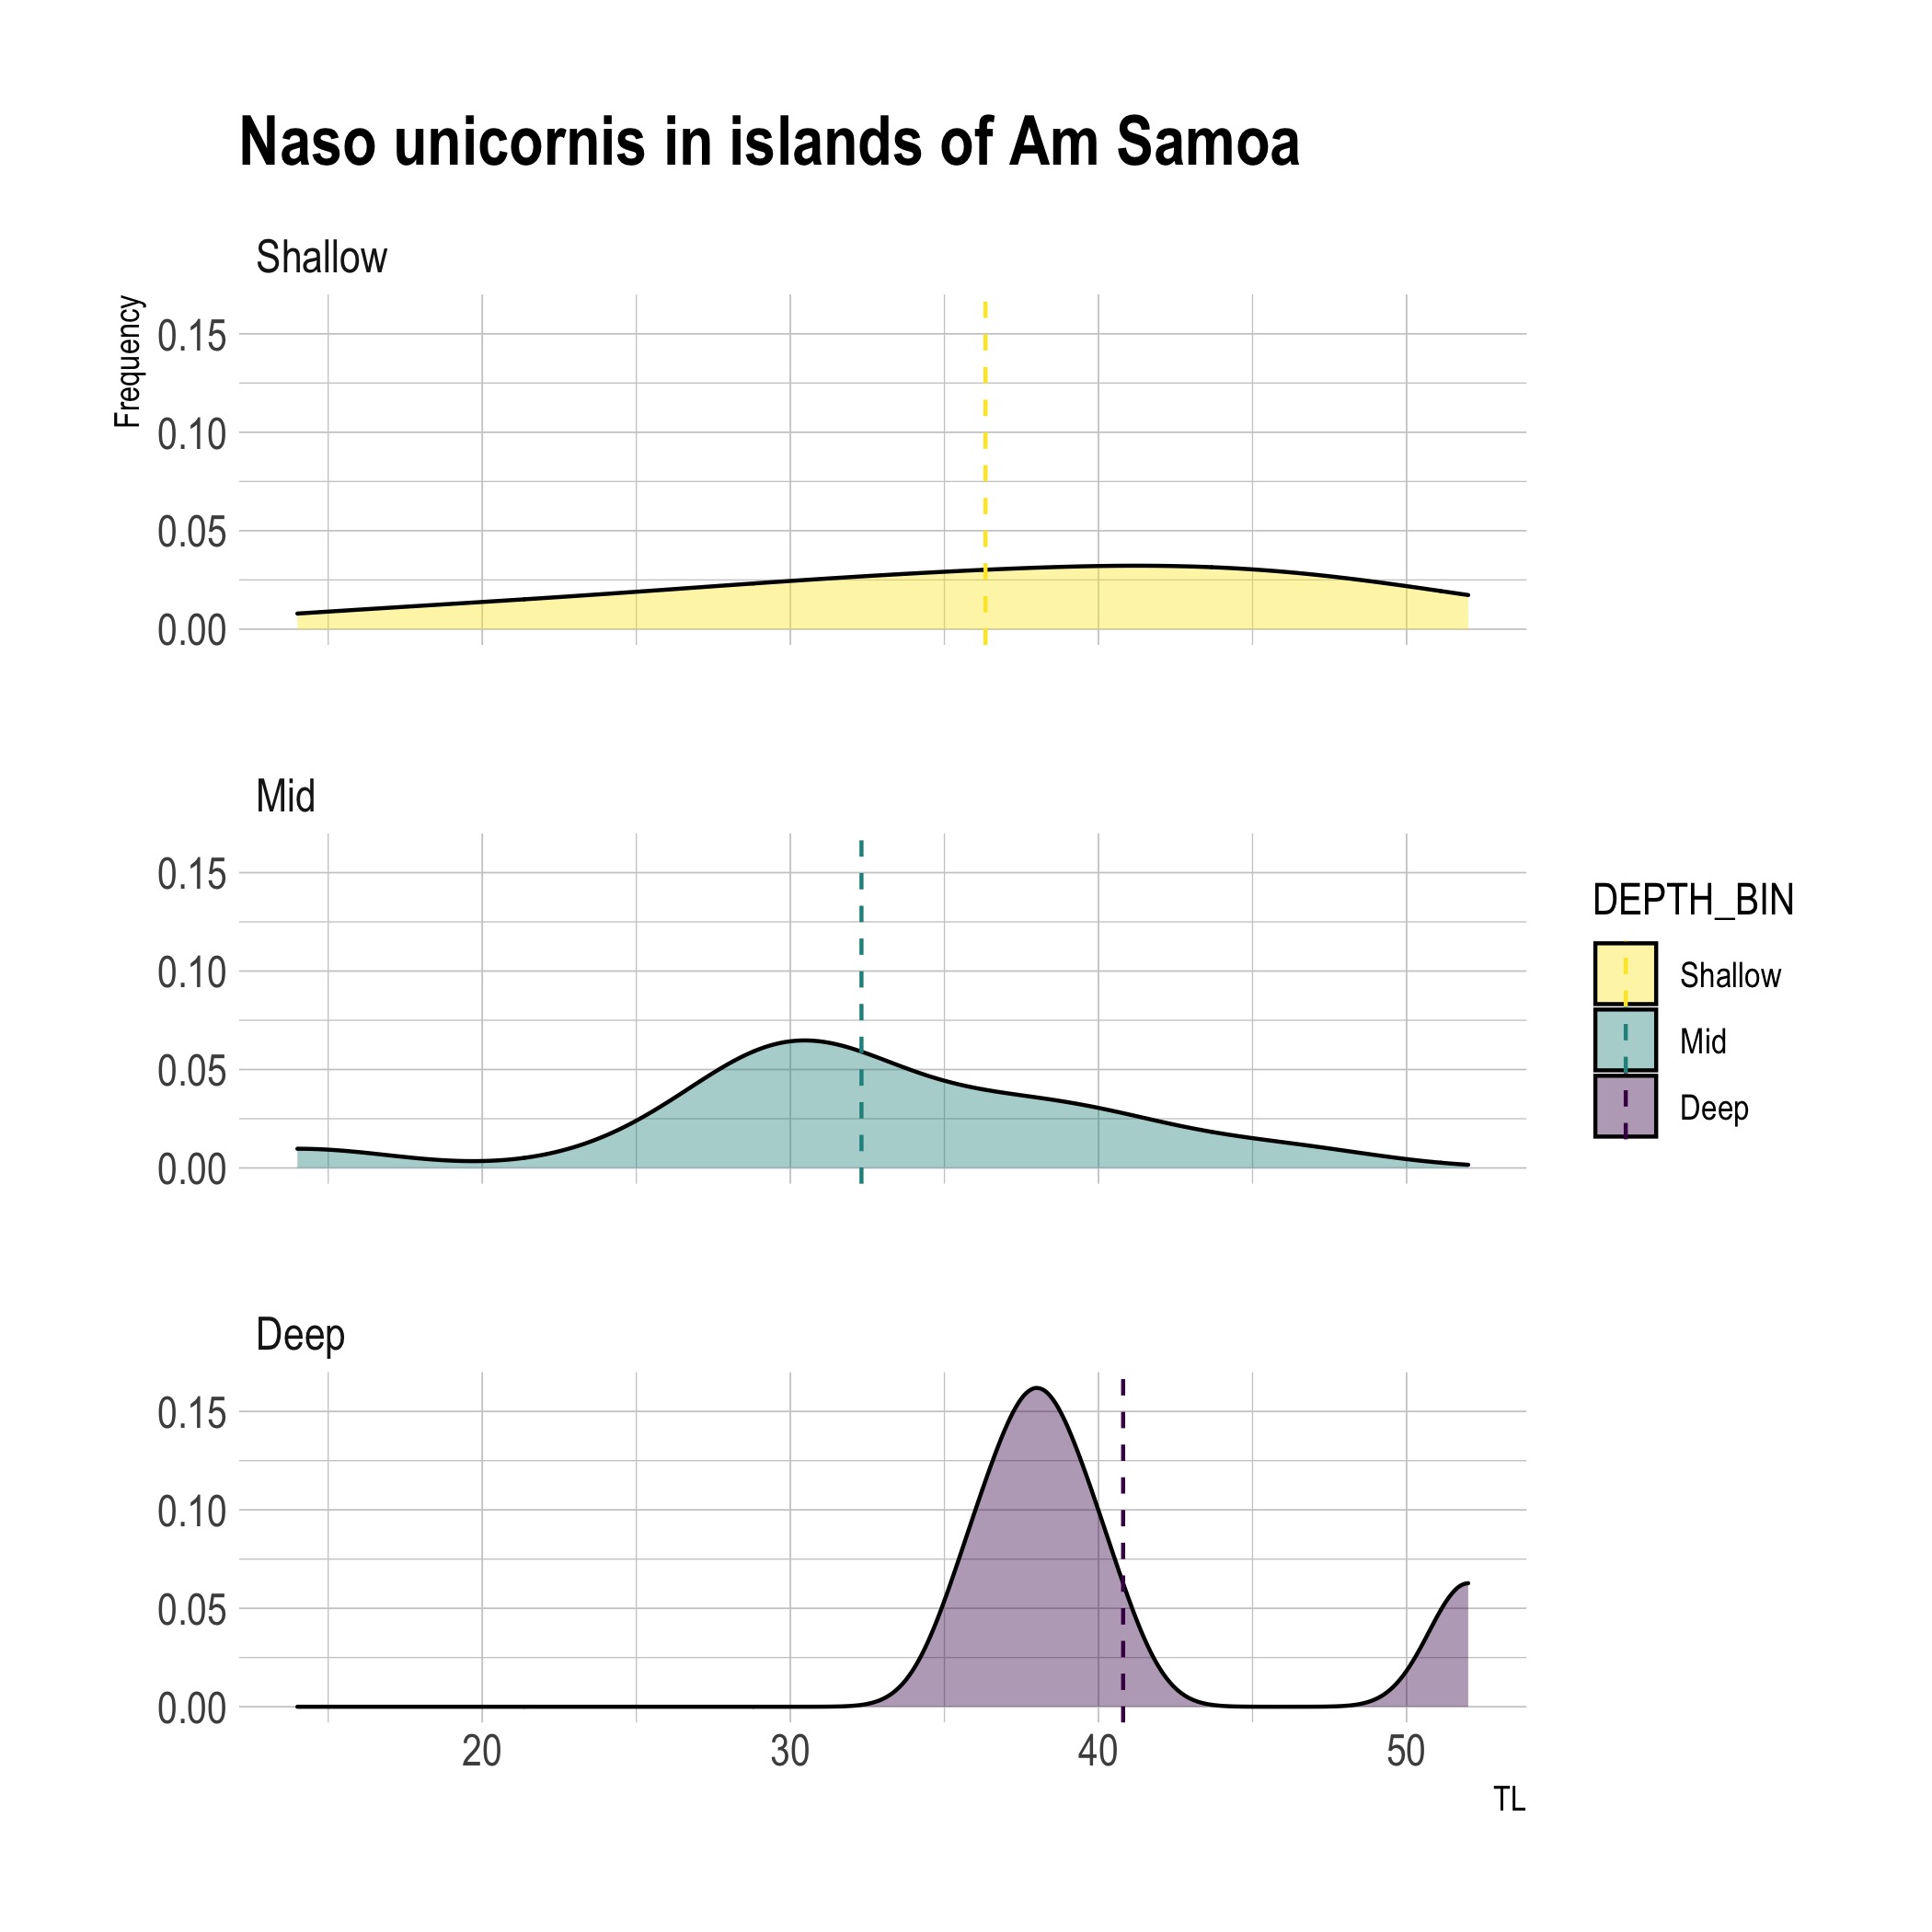 Naso unicornis in islands of Am Samoa
Shallow
Frequency
0.15
0.10
0.05
0.00
Mid
0.15
0.10
0.05
0.00
Deep
0.15
0.10
0.05
0.00
20 30 40 50
TL
DEPTH_BIN
Shallow
Mid
Deep